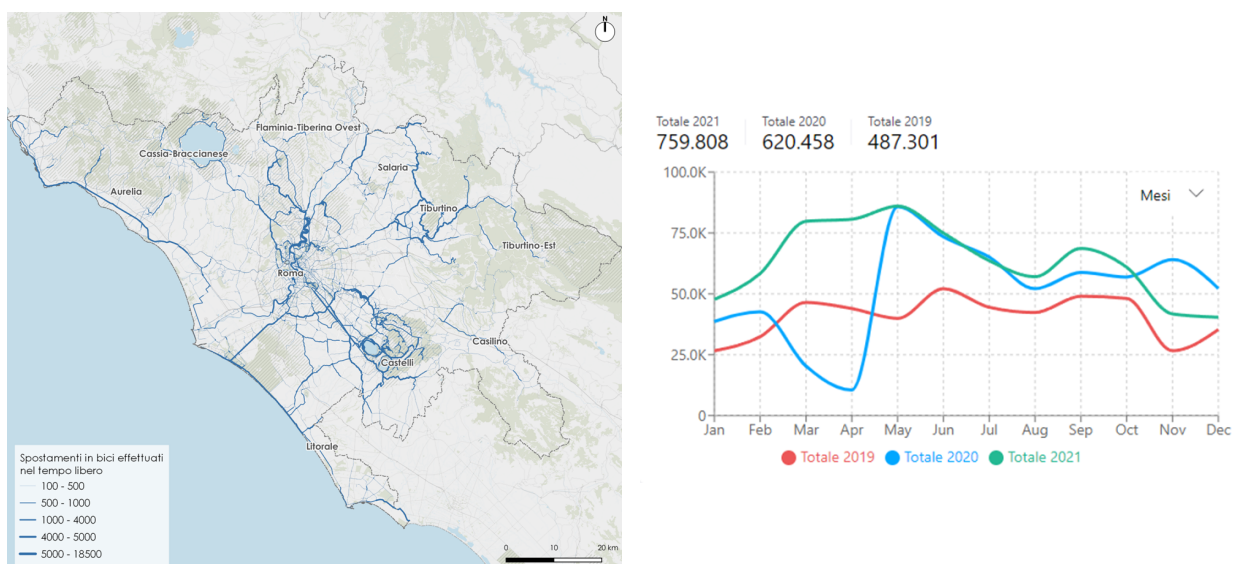 N
Flaminia-Tiberina Ovest
Cassia-Braccianese
Salaria
Aurelia
Tiburtino
Tiburtino-Est
Roma
Casilino
Castelli
Litorale
Spostamenti in bici effettuati
nel tempo libero
100 - 500
500 - 1000
1000 - 4000
4000 - 5000
5000 - 18500
0 10 20 km
Totale 2021 Totale 2020 Totale 2019
759.808 620.458 487.301
100.0K
Mesi
75.0K
50.0K
25.0K
0
Jan Feb Mar Apr May Jun Jul Aug Sep Oct Nov Dec
Totale 2019 Totale 2020 Totale 2021